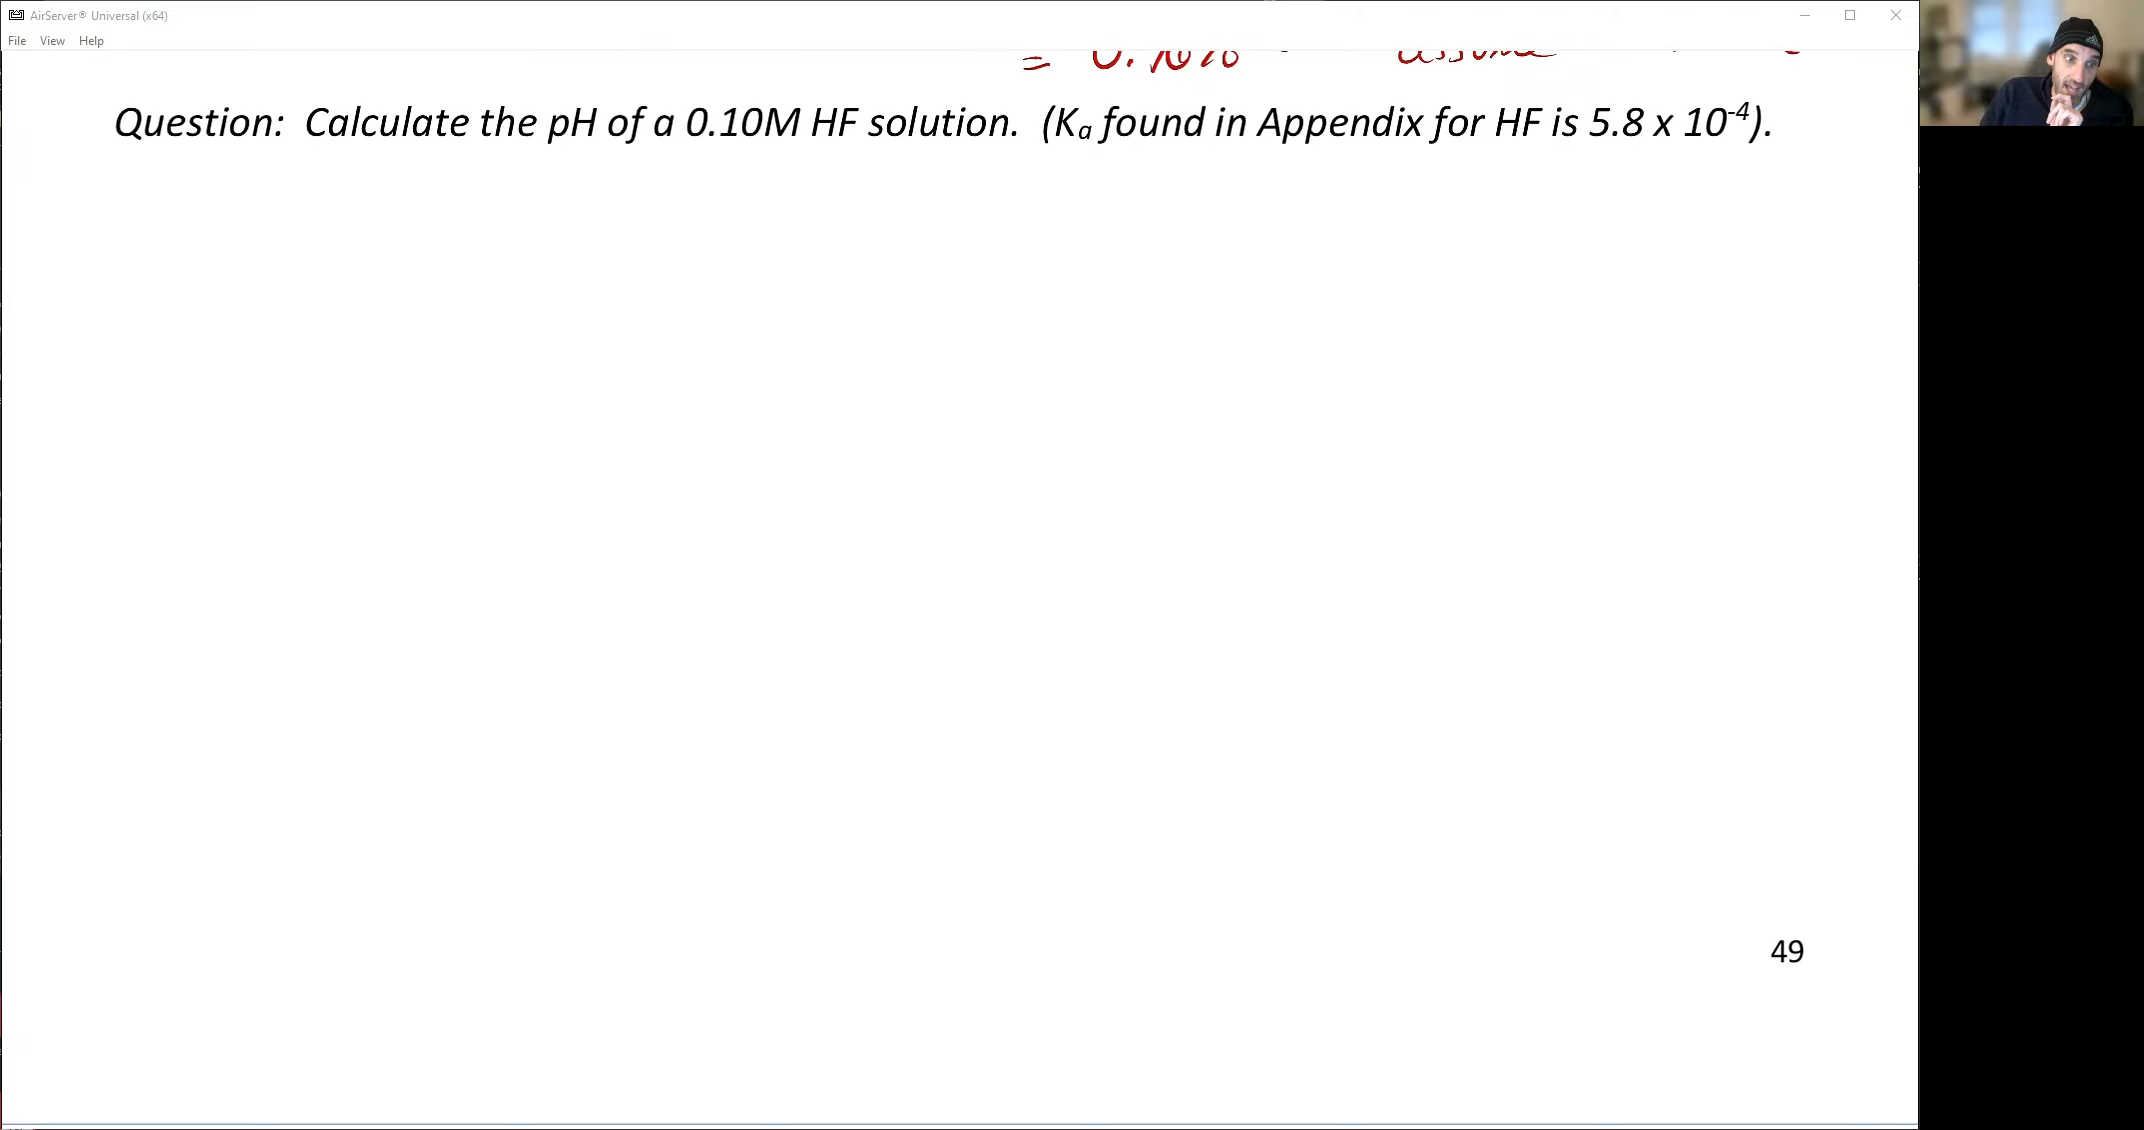 AirServer® Universal (x64)
File View Help
Question: Calculate the pH of a 0.10M HF solution. (Ka found in Appendix for HF is 5.8 x 10-4).
49